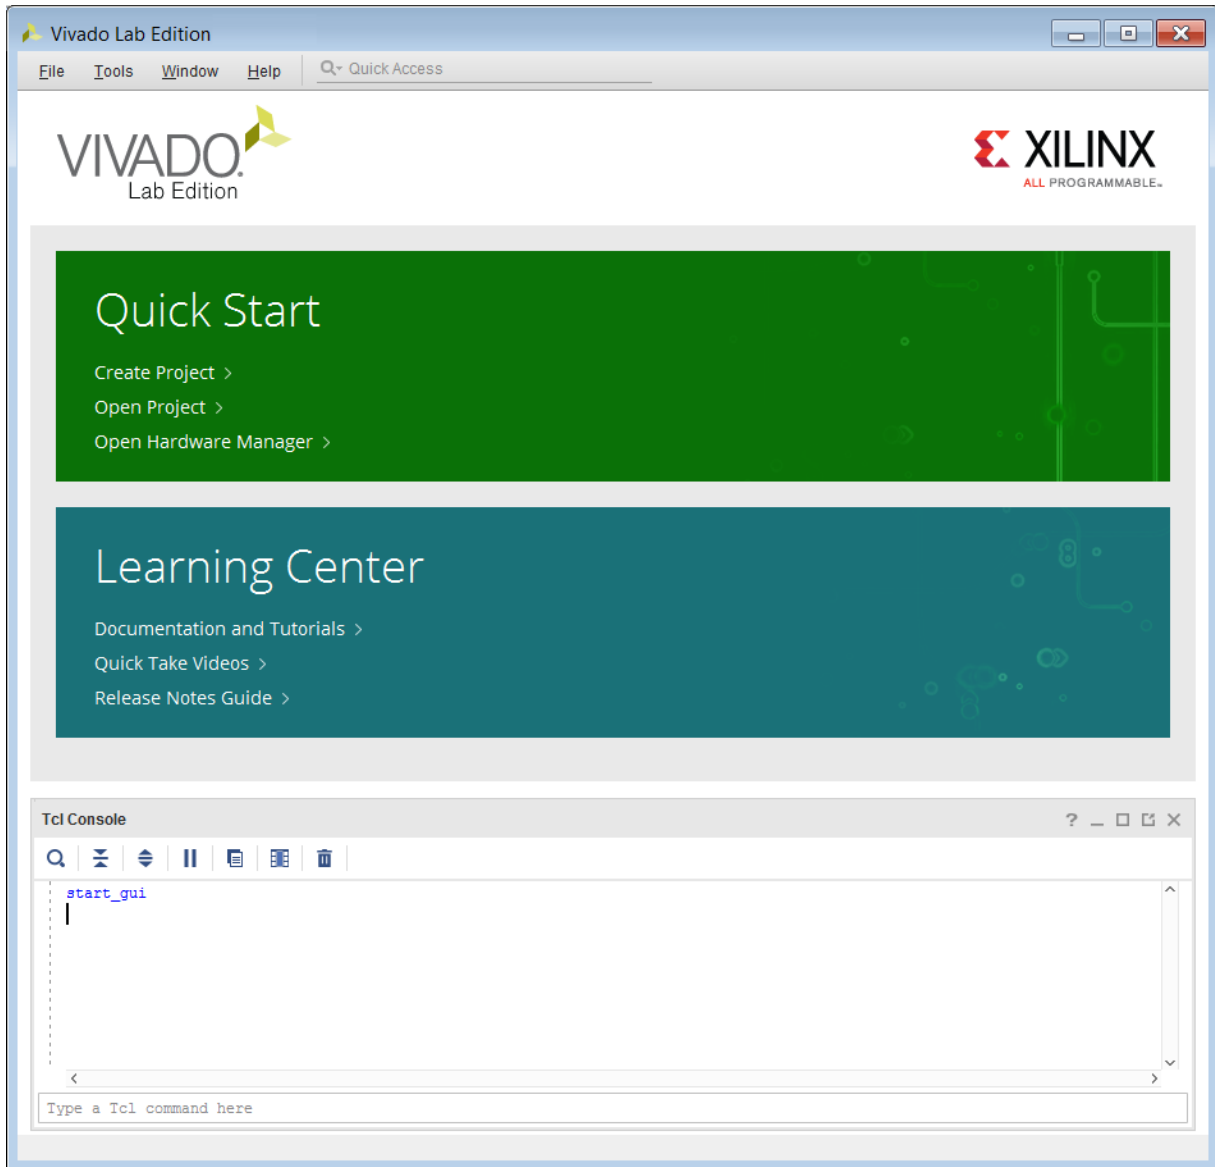 Vivado Lab Edition
File Tools Window Help Quick Access
VIVADO.
Lab Edition
XILINX
ALL PROGRAMMABLE™
Quick Start
Create Project >
Open Project >
Open Hardware Manager >
Learning Center
Documentation and Tutorials >
Quick Take Videos >
Release Notes Guide >
Tcl Console
start_gui
Type a Tcl command here